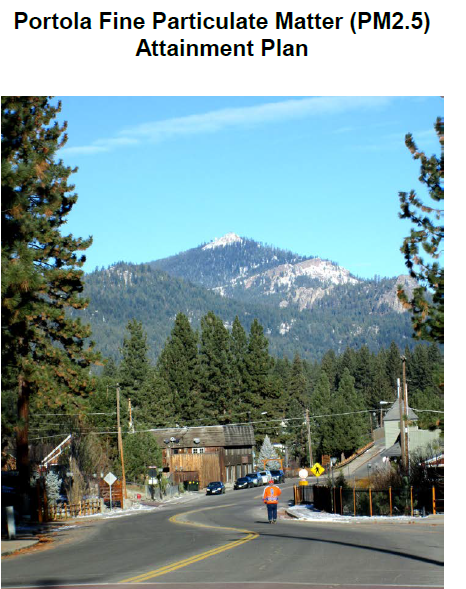 Portola Fine Particulate Matter (PM2.5)
Attainment Plan